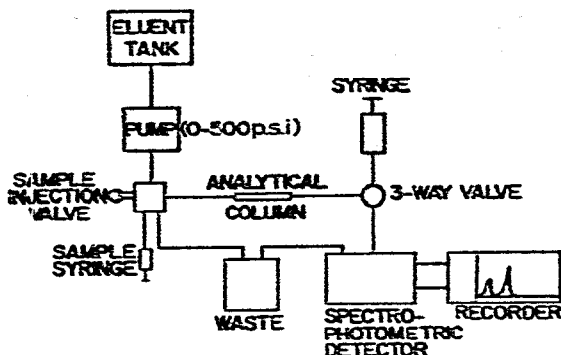 ELUENT
TANK
SYRINGE
PUMP (0-500 p.s.i)
SAMPLE
INJECTION
VALVE
ANALYTICAL
COLUMN
3-WAY VALVE
SAMPLE
SYRINGE
WASTE
SPECTRO-
PHOTOMETRIC
DETECTOR
RECORDER